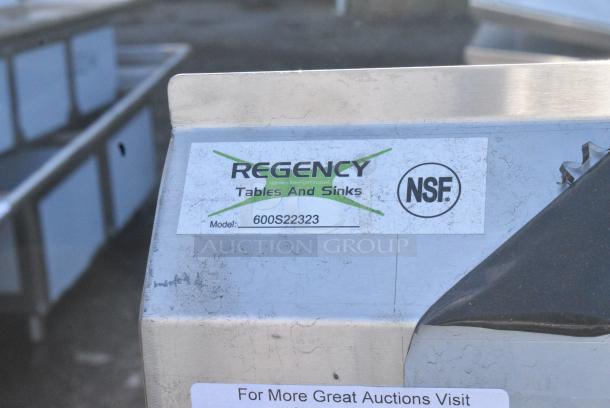 REGENCY
Tables And Sinks
NSF®
Model: 600S22323
AUCTION GROUP
For More Great Auctions Visit